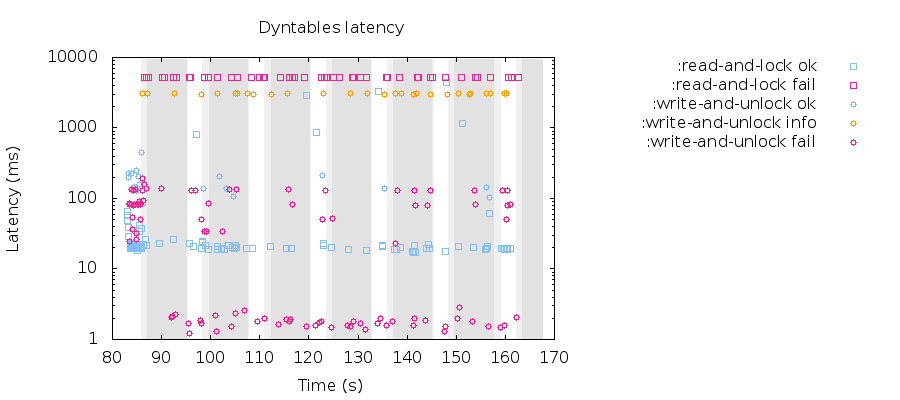 Dyntables latency
10000
1000
100
10
1
80 90 100 110 120 130 140 150 160 170
Time (s)
Latency (ms)
:read-and-lock ok
:read-and-lock fail
:write-and-unlock ok
:write-and-unlock info
:write-and-unlock fail